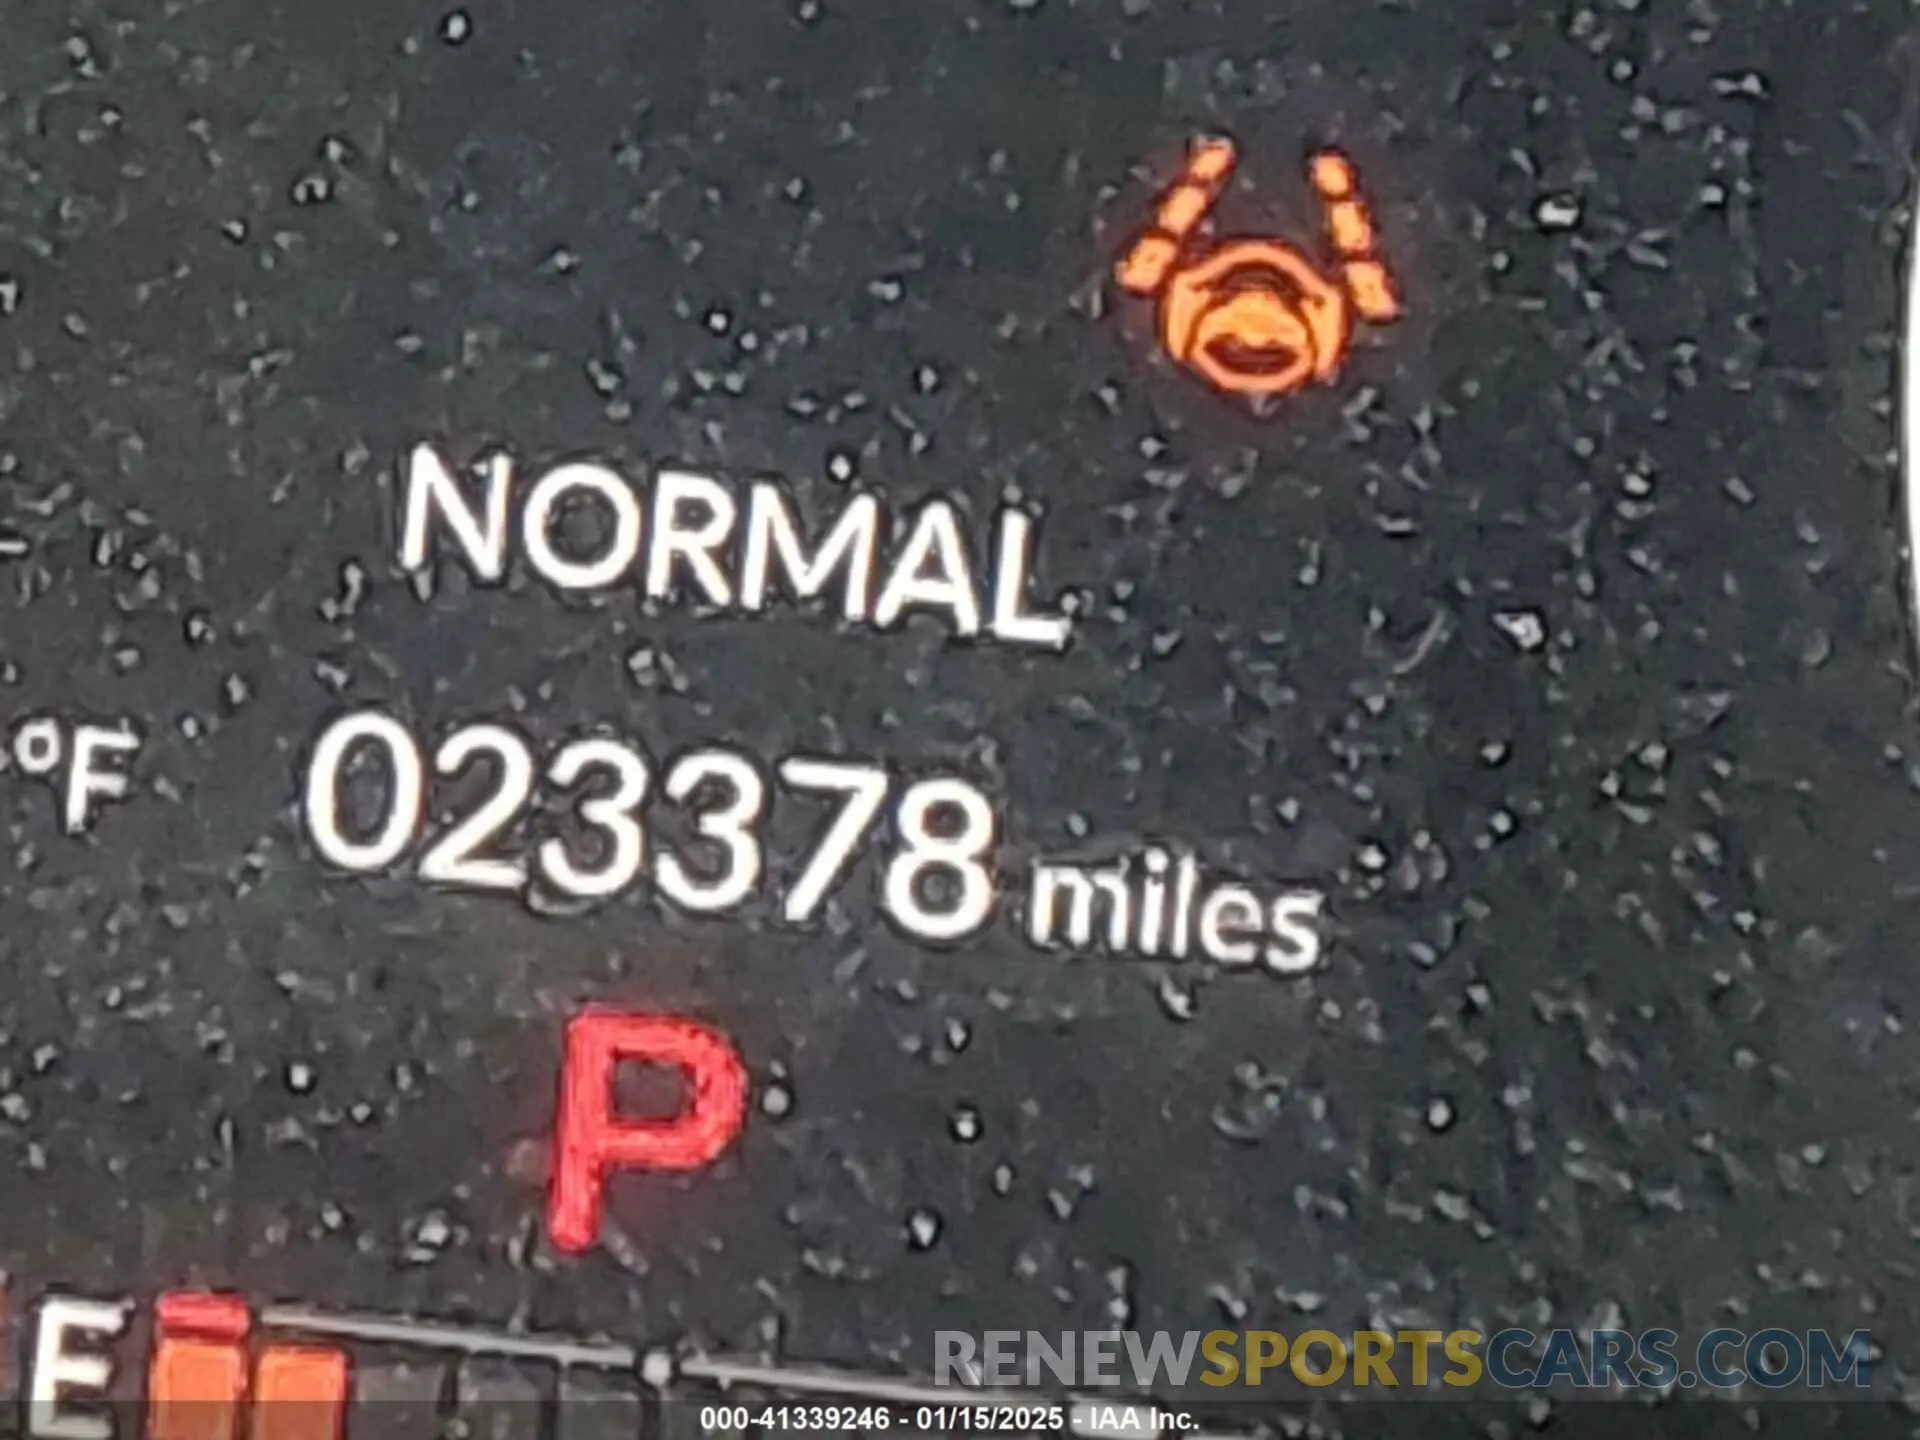 NORMAL
°F 023378 miles
P
E
RENEWSPORTSCARS.COM
000-41339246 - 01/15/2025 - IAA Inc.